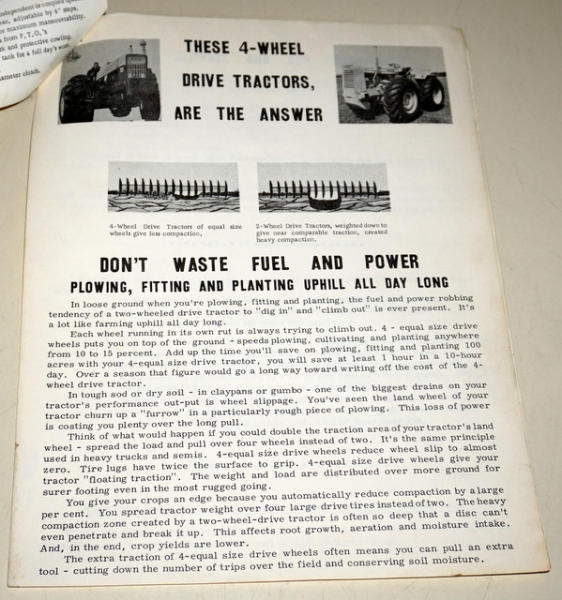 independent is coupled
adjustable by 4" steps,
maximum maneuverability.
from P.T.O.'s
and protective cowling.
tank for a full day's work.
diameter chain.
THESE 4-WHEEL
DRIVE TRACTORS,
ARE THE ANSWER
4-Wheel Drive Tractors of equal size
wheels give less compaction.
2-Wheel Drive Tractors, weighted down to
give near comparable traction, created
heavy compaction.
DON'T WASTE FUEL AND POWER
PLOWING, FITTING AND PLANTING UPHILL ALL DAY LONG
In loose ground when you're plowing, fitting and planting, the fuel and power robbing
tendency of a two-wheeled drive tractor to "dig in" and "climb out" is ever present. It's
a lot like farming uphill all day long.
Each wheel running in its own rut is always trying to climb out. 4 - equal size drive
wheels puts you on top of the ground - speeds plowing, cultivating and planting anywhere
from 10 to 15 percent. Add up the time you'll save on plowing, fitting and planting 100
acres with your 4-equal size drive tractor, you will save at least 1 hour in a 10-hour
day. Over a season that figure would go a long way toward writing off the cost of the 4-
wheel drive tractor.
In tough sod or dry soil - in claypans or gumbo - one of the biggest drains on your
tractor's performance out-put is wheel slippage. You've seen the land wheel of your
tractor churn up a "furrow" in a particularly rough piece of plowing. This loss of power
is costing you plenty over the long pull.
Think of what would happen if you could double the traction area of your tractor's land
wheel - spread the load and pull over four wheels instead of two. It's the same principle
used in heavy trucks and semis. 4-equal size drive wheels reduce wheel slip to almost
zero. Tire lugs have twice the surface to grip. 4-equal size drive wheels give your
tractor "floating traction". The weight and load are distributed over more ground for
surer footing even in the most rugged going.
You give your crops an edge because you automatically reduce compaction by a large
per cent. You spread tractor weight over four large drive tires instead of two. The heavy
compaction zone created by a two-wheel-drive tractor is often so deep that a disc can't
even penetrate and break it up. This affects root growth, aeration and moisture intake.
And, in the end, crop yields are lower.
The extra traction of 4-equal size drive wheels often means you can pull an extra
tool - cutting down the number of trips over the field and conserving soil moisture.